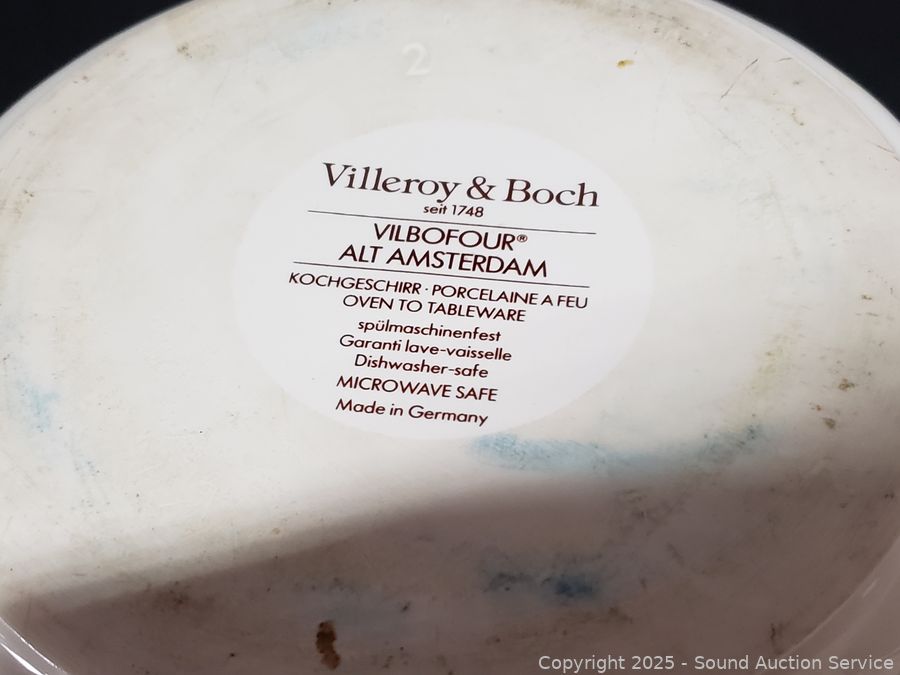 2
Villeroy & Boch
seit 1748
VILBOFOUR®
ALT AMSTERDAM
KOCHGESCHIRR · PORCELAINE A FEU
OVEN TO TABLEWARE
spülmaschinenfest
Garanti lave-vaisselle
Dishwasher-safe
MICROWAVE SAFE
Made in Germany
Copyright 2025 - Sound Auction Service